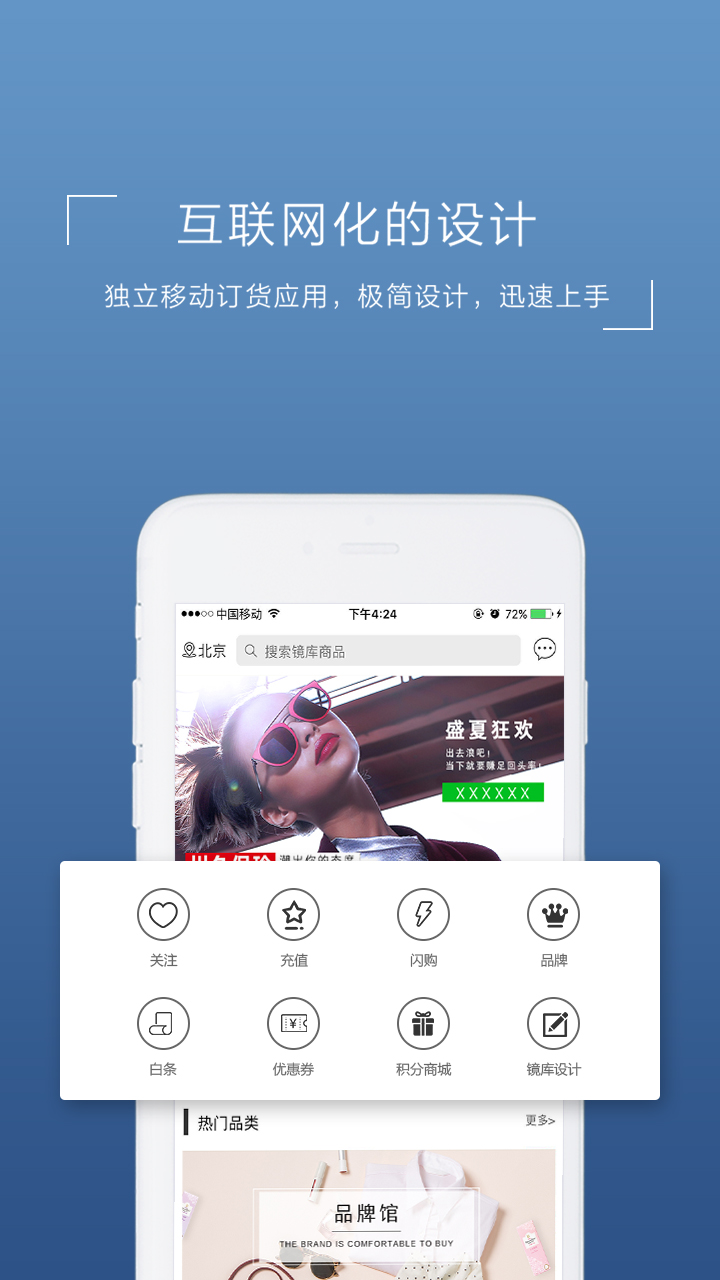 互联网化的设计
独立移动订货应用，极简设计，迅速上手
中国移动 下午4:24 72%
北京 搜索镜库商品
盛夏狂欢
出去浪吧！
当下就要赚足回头率！
XXXXXX
潮出你的态度
关注 充值 闪购 品牌
白条 优惠券 积分商城 镜库设计
热门品类 更多>
品牌馆
THE BRAND IS COMFORTABLE TO BUY